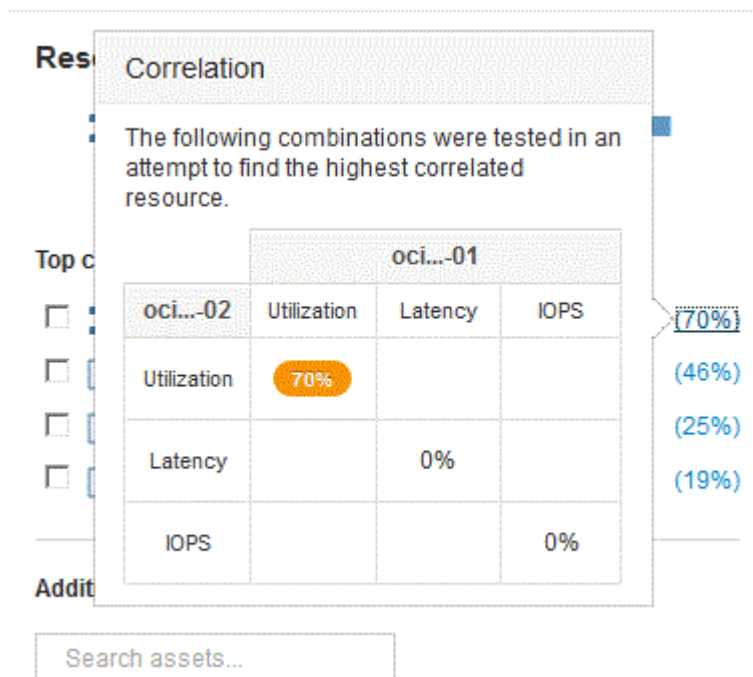 Res
Correlation
The following combinations were tested in an
attempt to find the highest correlated
resource.
Top c
oci...-01
oci...-02 Utilization Latency IOPS
(70%)
Utilization 70%
(46%)
(25%)
Latency 0%
(19%)
IOPS 0%
Addit
Search assets...